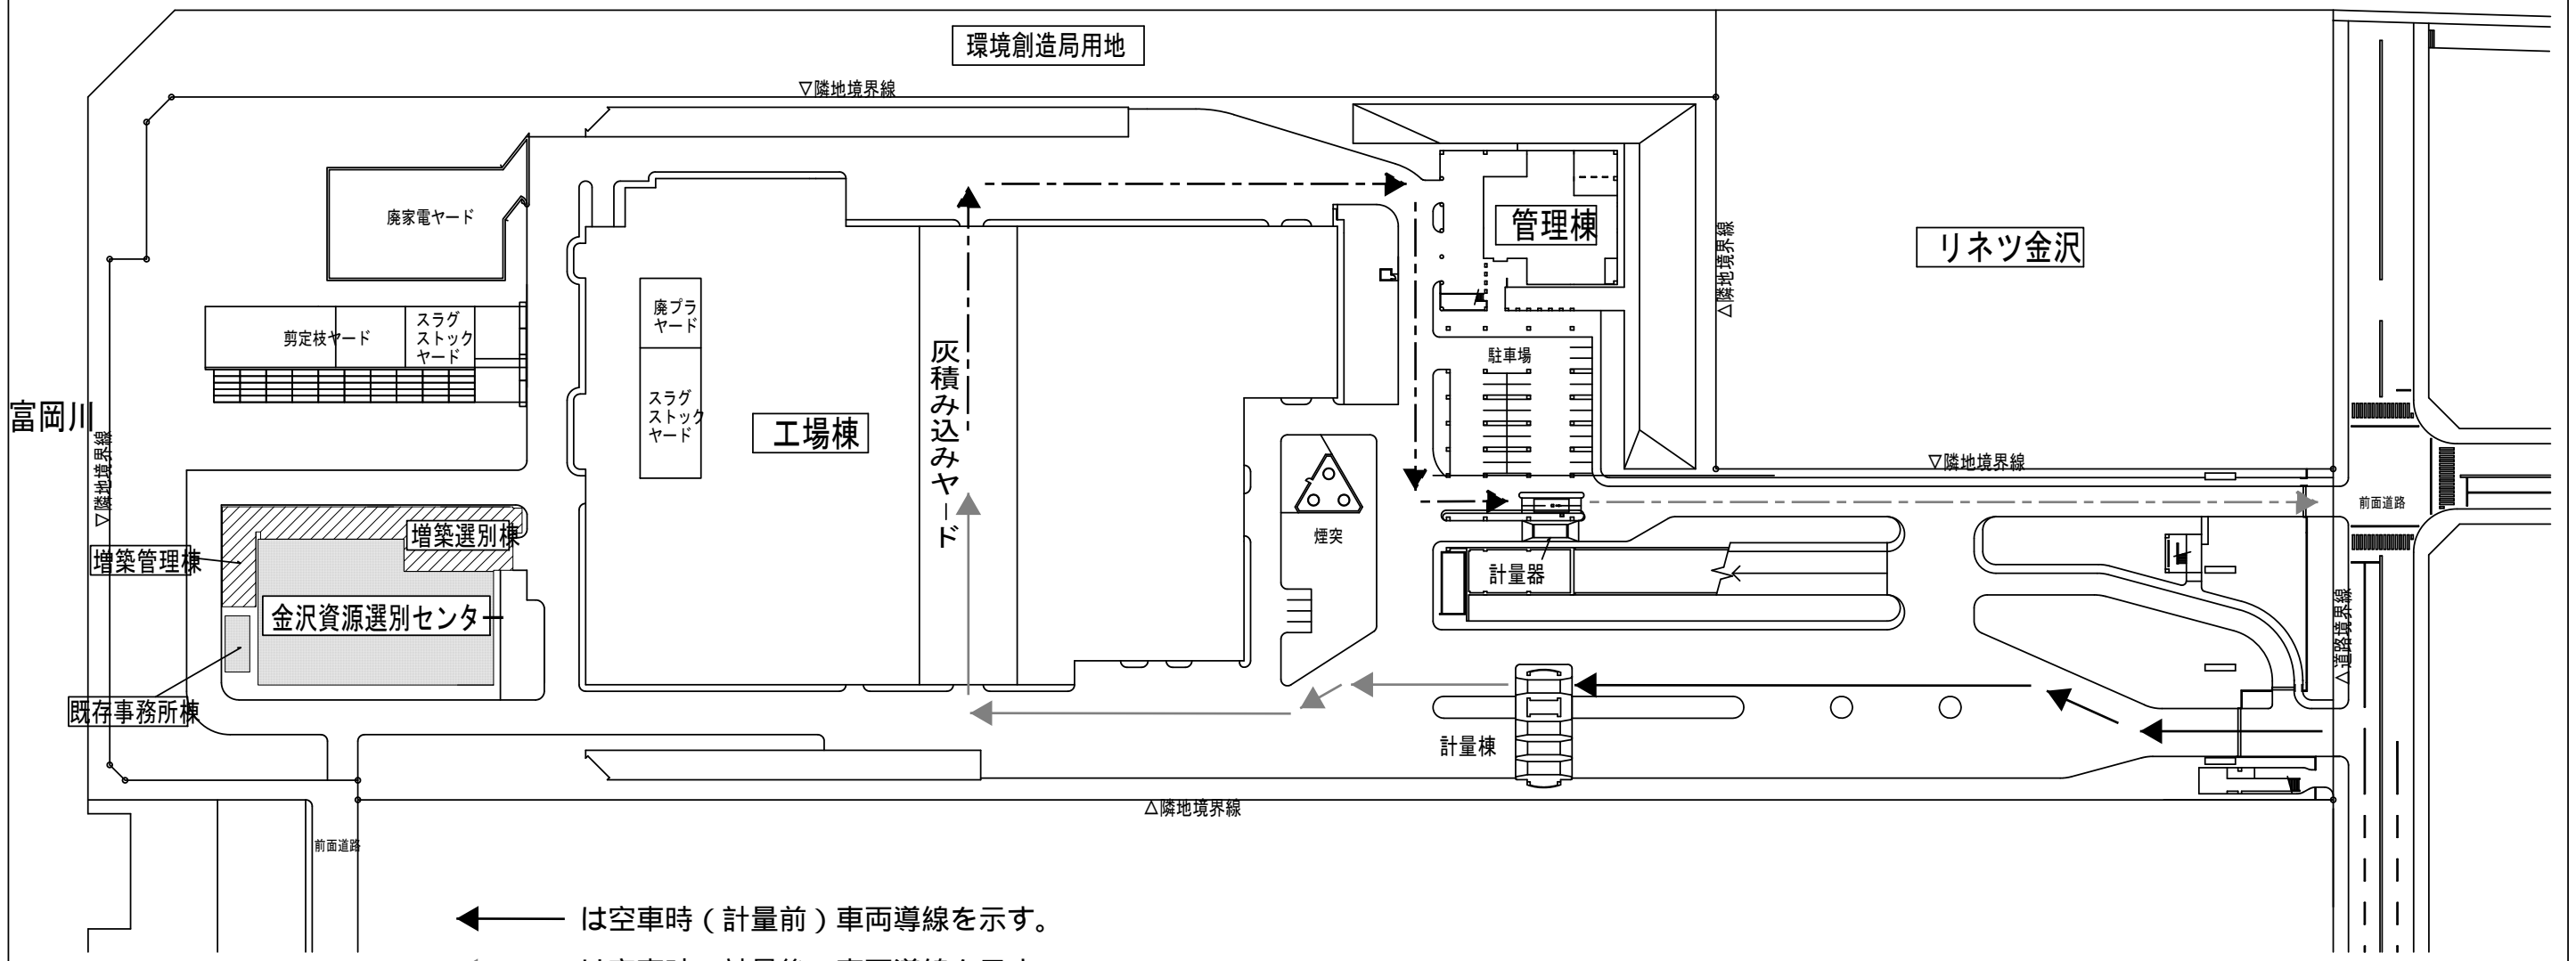 環境創造局用地
▽隣地境界線
廃家電ヤード
管理棟
リネツ金沢
△隣地境界線
廃プラ
ヤード
剪定枝ヤード
スラグ
ストック
ヤード
灰積み込みヤード
駐車場
富岡川
▽隣地境界線
スラグ
ストック
ヤード
工場棟
▽隣地境界線
前面道路
増築選別棟
煙突
増築管理棟
計量器
金沢資源選別センター
△道路境界線
既存事務所棟
計量棟
△隣地境界線
前面道路
は空車時（計量前）車両導線を示す。